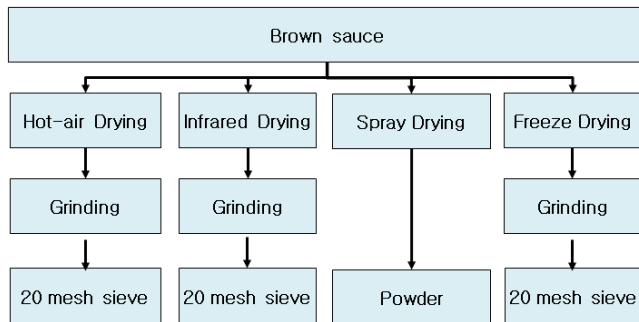 Brown sauce
Hot-air Drying
Infrared Drying
Spray Drying
Freeze Drying
Grinding
Grinding
Grinding
20 mesh sieve
20 mesh sieve
Powder
20 mesh sieve